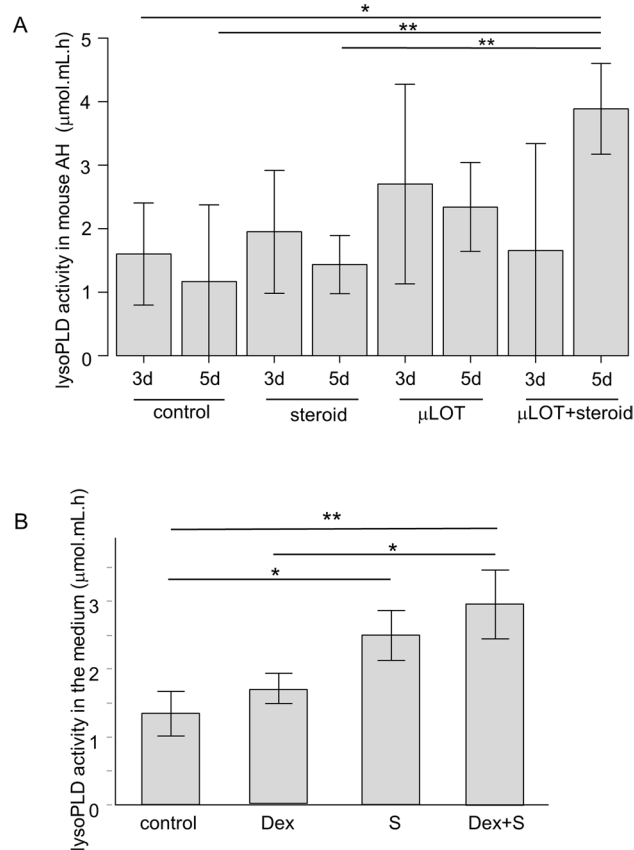 A
*
**
**
lysoPLD activity in mouse AH (μmol.mL.h)
5
4
3
2
1
0
3d 5d 3d 5d 3d 5d 3d 5d
control steroid μLOT μLOT+steroid
B
**
*
*
lysoPLD activity in the medium (μmol.mL.h)
3
2
1
0
control Dex S Dex+S